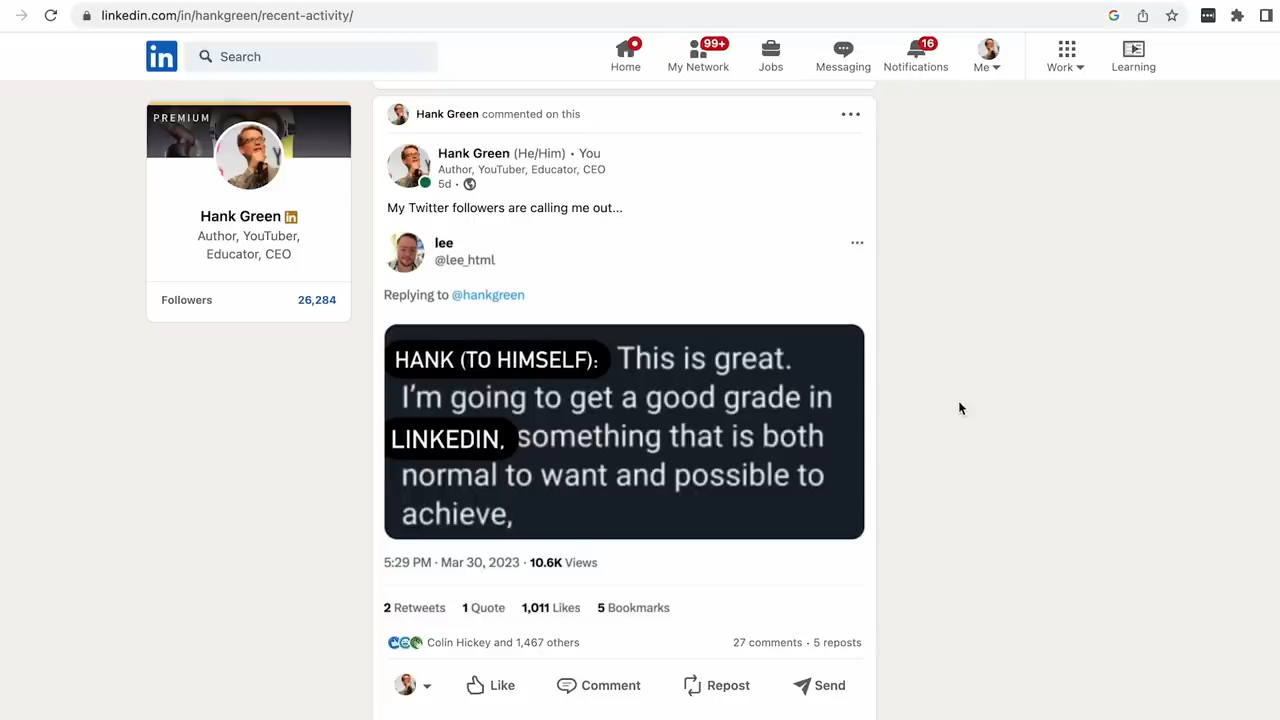 linkedin.com/in/hankgreen/recent-activity/
in
Search
Home
99+
My Network
Jobs
Messaging
16
Notifications
Me
Work
Learning
PREMIUM
Hank Green in
Author, YouTuber,
Educator, CEO
Followers 26,284
Hank Green commented on this
Hank Green (He/Him) • You
Author, YouTuber, Educator, CEO
5d •
My Twitter followers are calling me out...
lee
@lee_html
Replying to @hankgreen
HANK (TO HIMSELF): This is great.
I'm going to get a good grade in
LINKEDIN, something that is both
normal to want and possible to
achieve,
5:29 PM · Mar 30, 2023 · 10.6K Views
2 Retweets 1 Quote 1,011 Likes 5 Bookmarks
Colin Hickey and 1,467 others
27 comments • 5 reposts
Like
Comment
Repost
Send